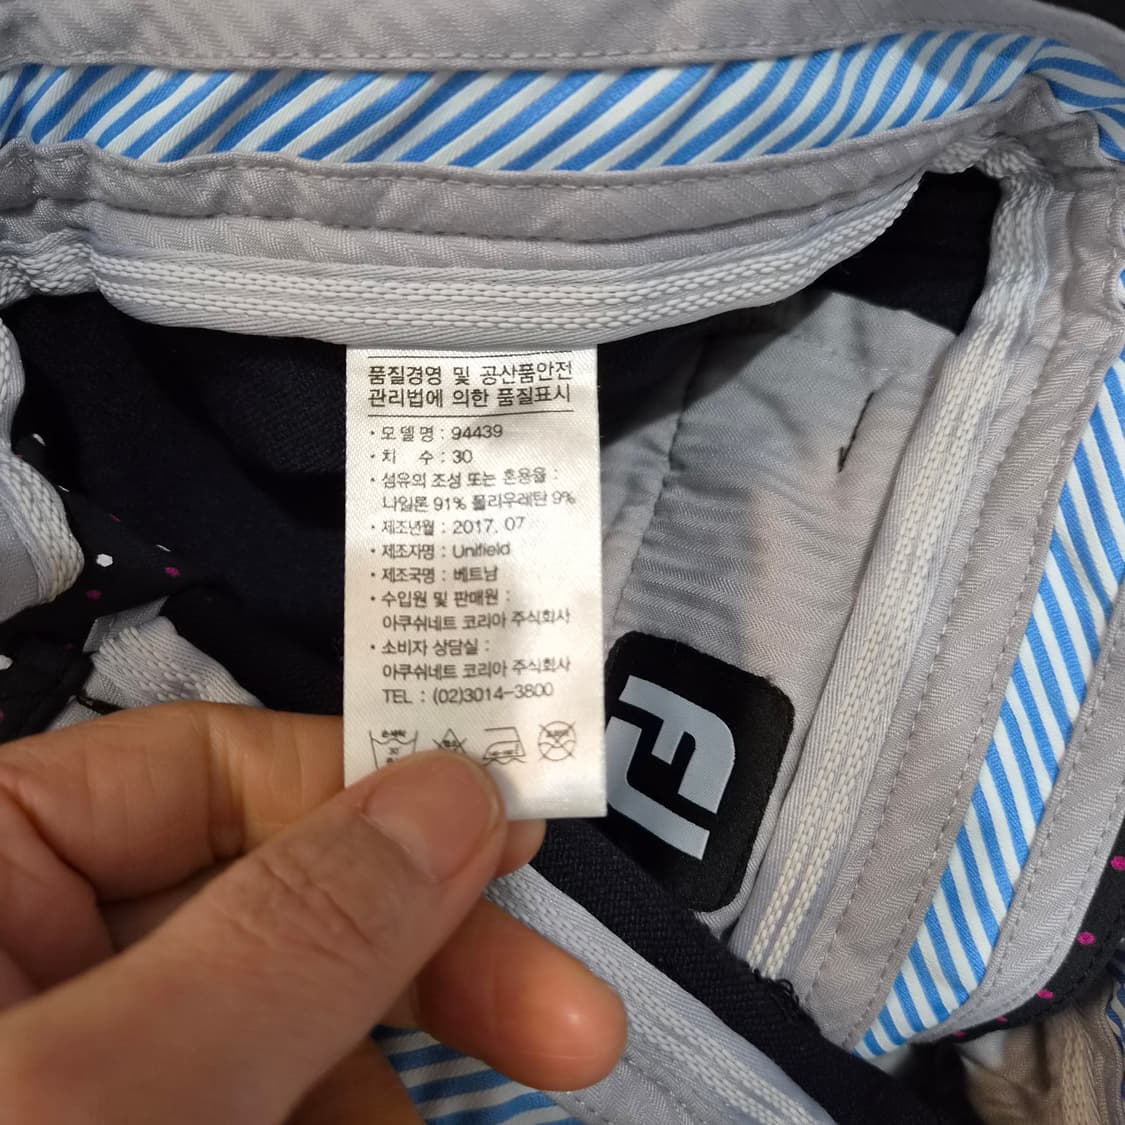 품질경영 및 공산품안전
관리법에 의한 품질표시
· 모델명 : 94439
· 치 수 : 30
· 섬유의 조성 또는 혼용율 :
나일론 91% 폴리우레탄 9%
· 제조년월 : 2017. 07
· 제조자명 : Unifield
· 제조국명 : 베트남
· 수입원 및 판매원 :
아쿠쉬네트 코리아 주식회사
· 소비자 상담실 :
아쿠쉬네트 코리아 주식회사
TEL : (02)3014-3800
손세탁
30
FJ